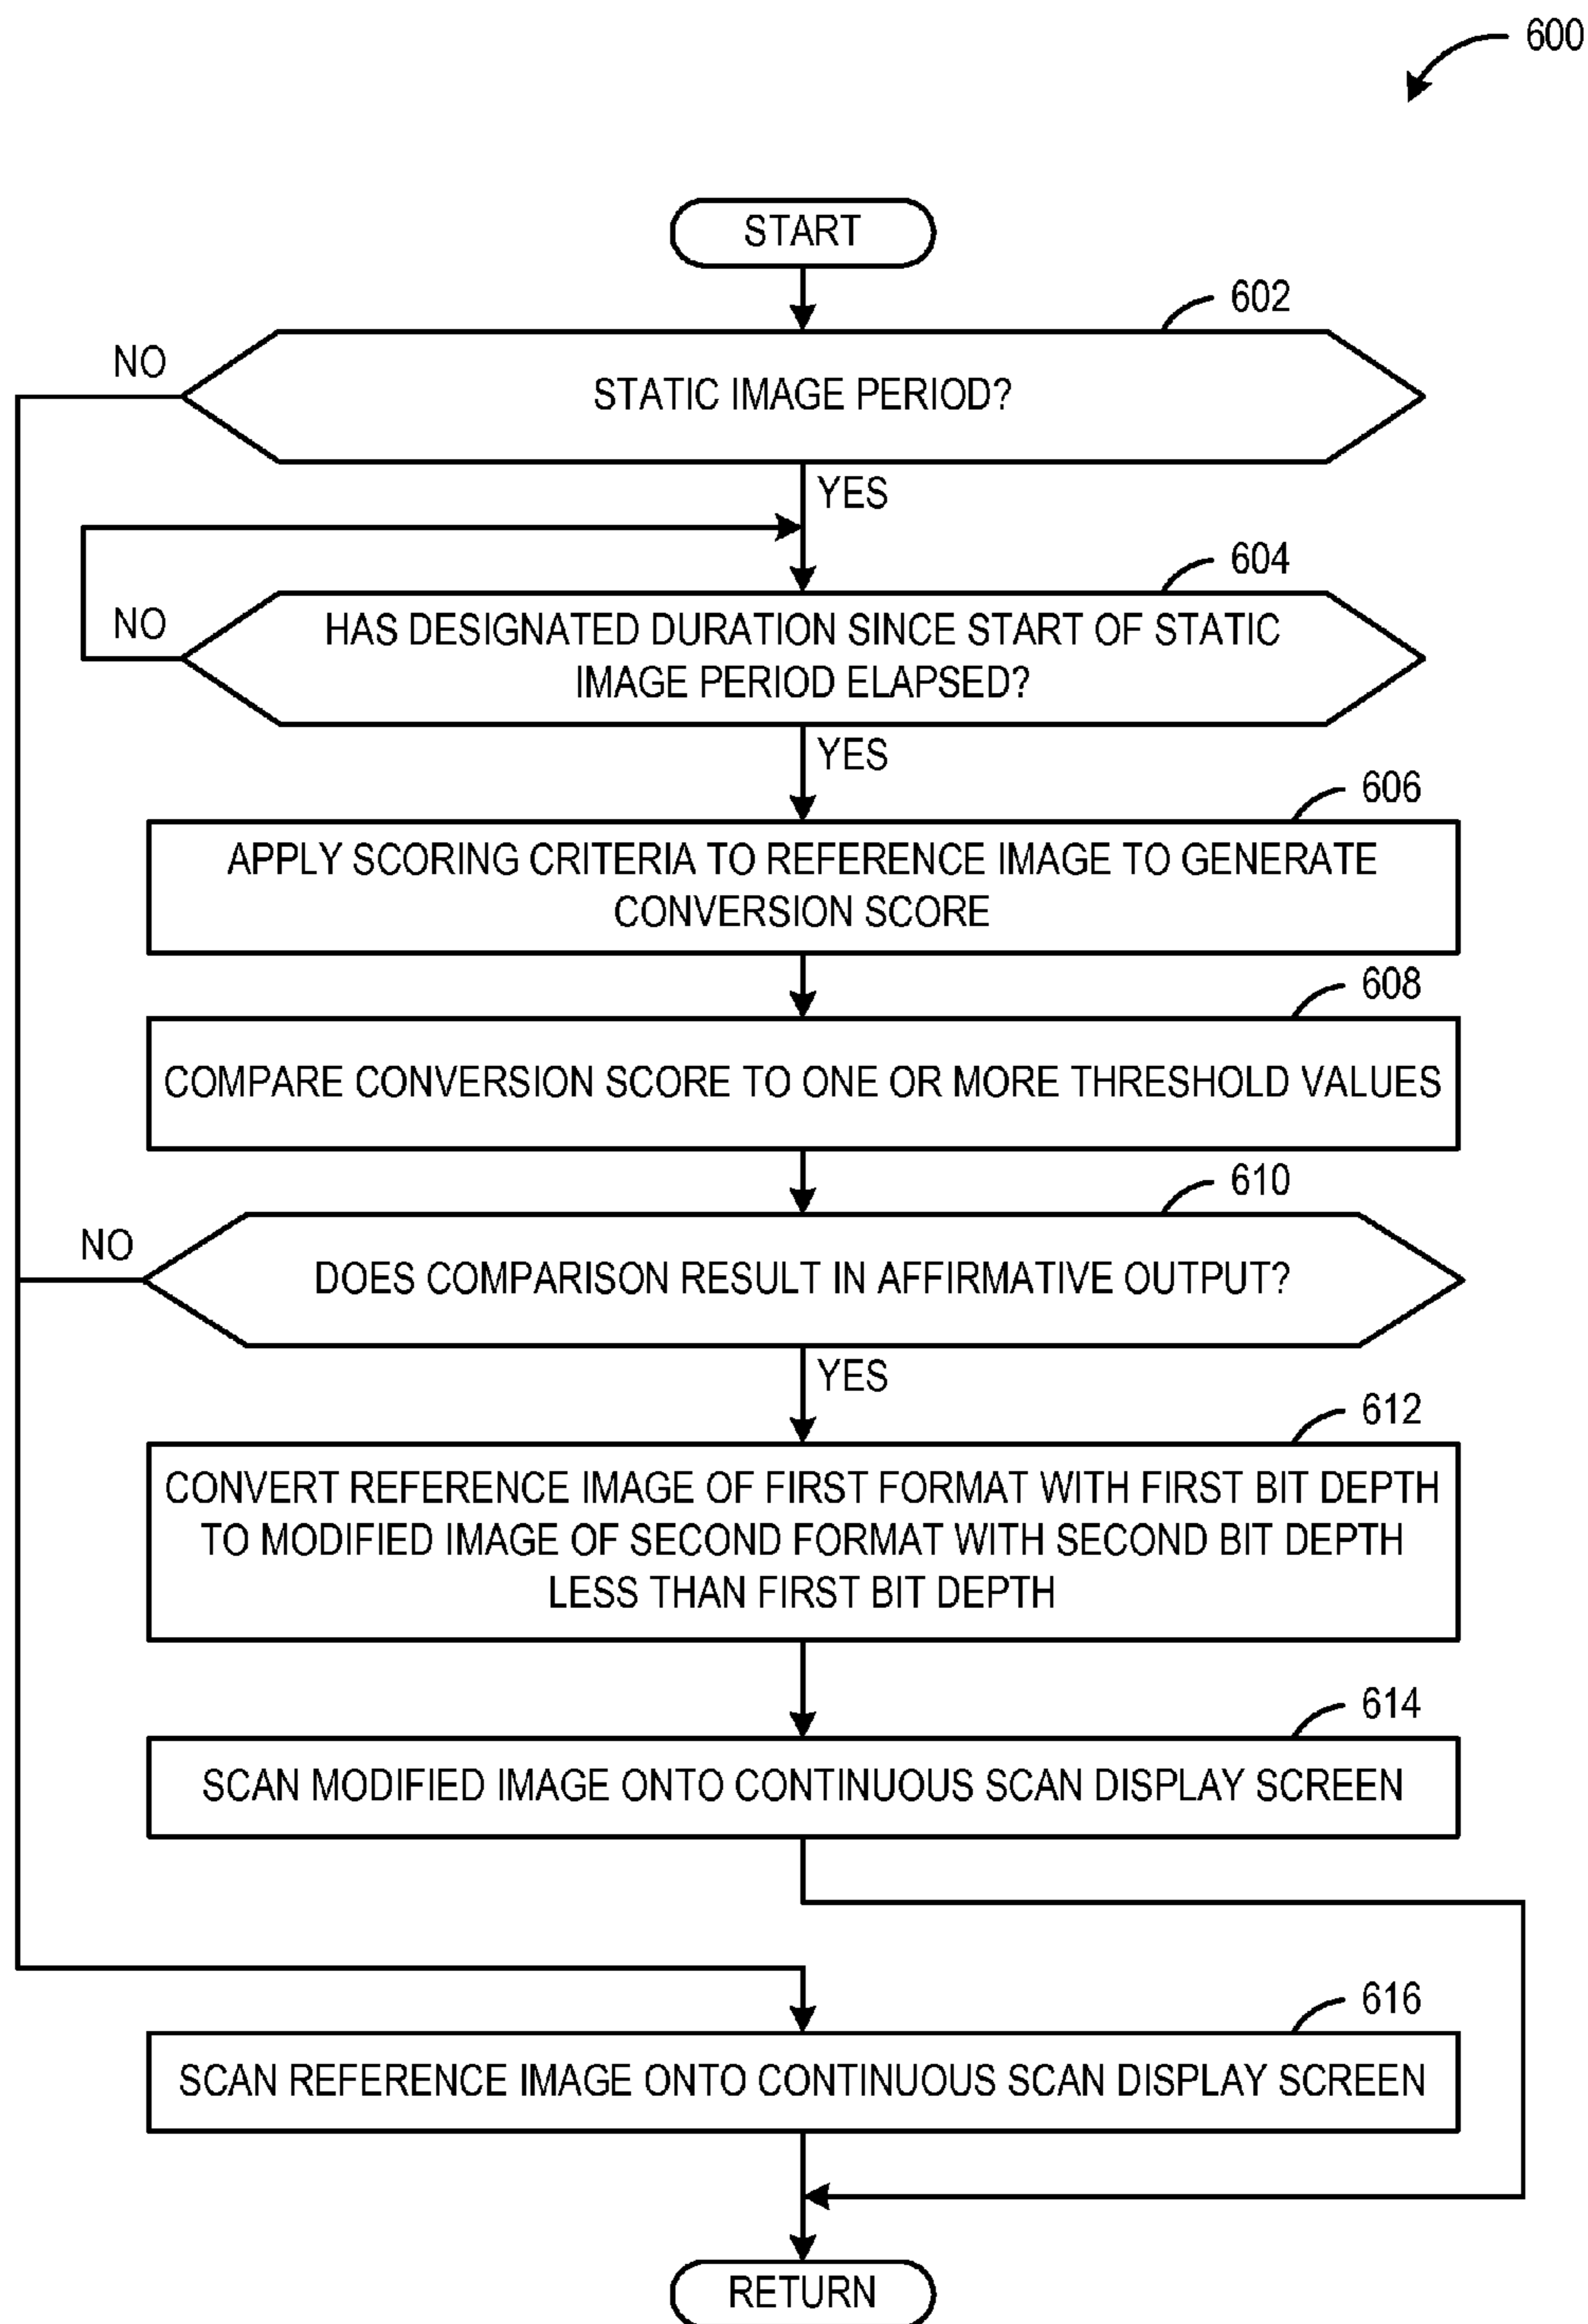 600
START
602
NO
STATIC IMAGE PERIOD?
YES
604
NO
HAS DESIGNATED DURATION SINCE START OF STATIC
IMAGE PERIOD ELAPSED?
YES
606
APPLY SCORING CRITERIA TO REFERENCE IMAGE TO GENERATE
CONVERSION SCORE
608
COMPARE CONVERSION SCORE TO ONE OR MORE THRESHOLD VALUES
610
NO
DOES COMPARISON RESULT IN AFFIRMATIVE OUTPUT?
YES
612
CONVERT REFERENCE IMAGE OF FIRST FORMAT WITH FIRST BIT DEPTH
TO MODIFIED IMAGE OF SECOND FORMAT WITH SECOND BIT DEPTH
LESS THAN FIRST BIT DEPTH
614
SCAN MODIFIED IMAGE ONTO CONTINUOUS SCAN DISPLAY SCREEN
616
SCAN REFERENCE IMAGE ONTO CONTINUOUS SCAN DISPLAY SCREEN
RETURN